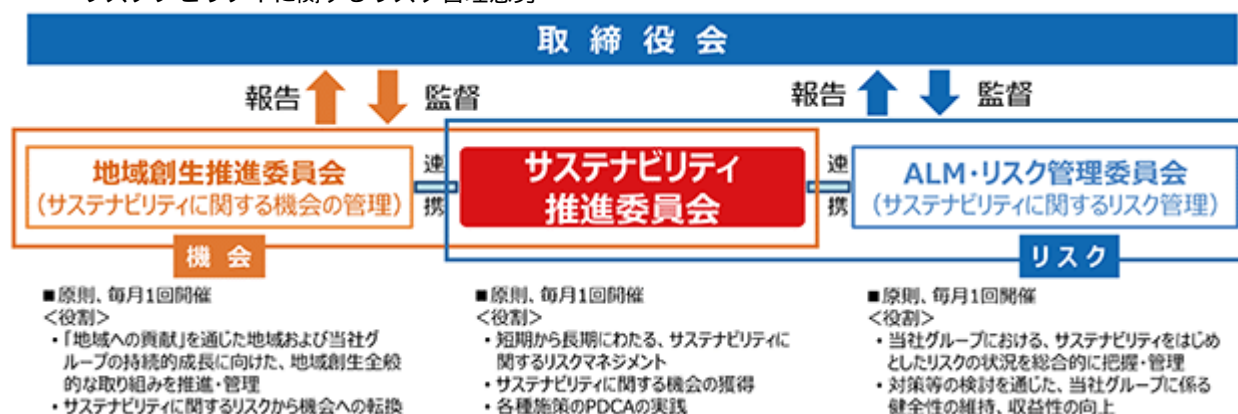 取締役会
報告 監督
報告 監督
地域創生推進委員会
(サステナビリティに関する機会の管理)
連携
サステナビリティ
推進委員会
連携
ALM・リスク管理委員会
(サステナビリティに関するリスク管理)
機会
リスク
■原則、毎月1回開催
<役割>
・「地域への貢献」を通じた地域および当社グ
ループの持続的成長に向けた、地域創生全般
的な取り組みを推進・管理
・サステナビリティに関するリスクから機会への転換
■原則、毎月1回開催
<役割>
・短期から長期にわたる、サステナビリティに
関するリスクマネジメント
・サステナビリティに関する機会の獲得
・各種施策のPDCAの実践
■原則、毎月1回開催
<役割>
・当社グループにおける、サステナビリティをはじめ
としたリスクの状況を総合的に把握・管理
・対策等の検討を通じた、当社グループに係る
健全性の維持、収益性の向上